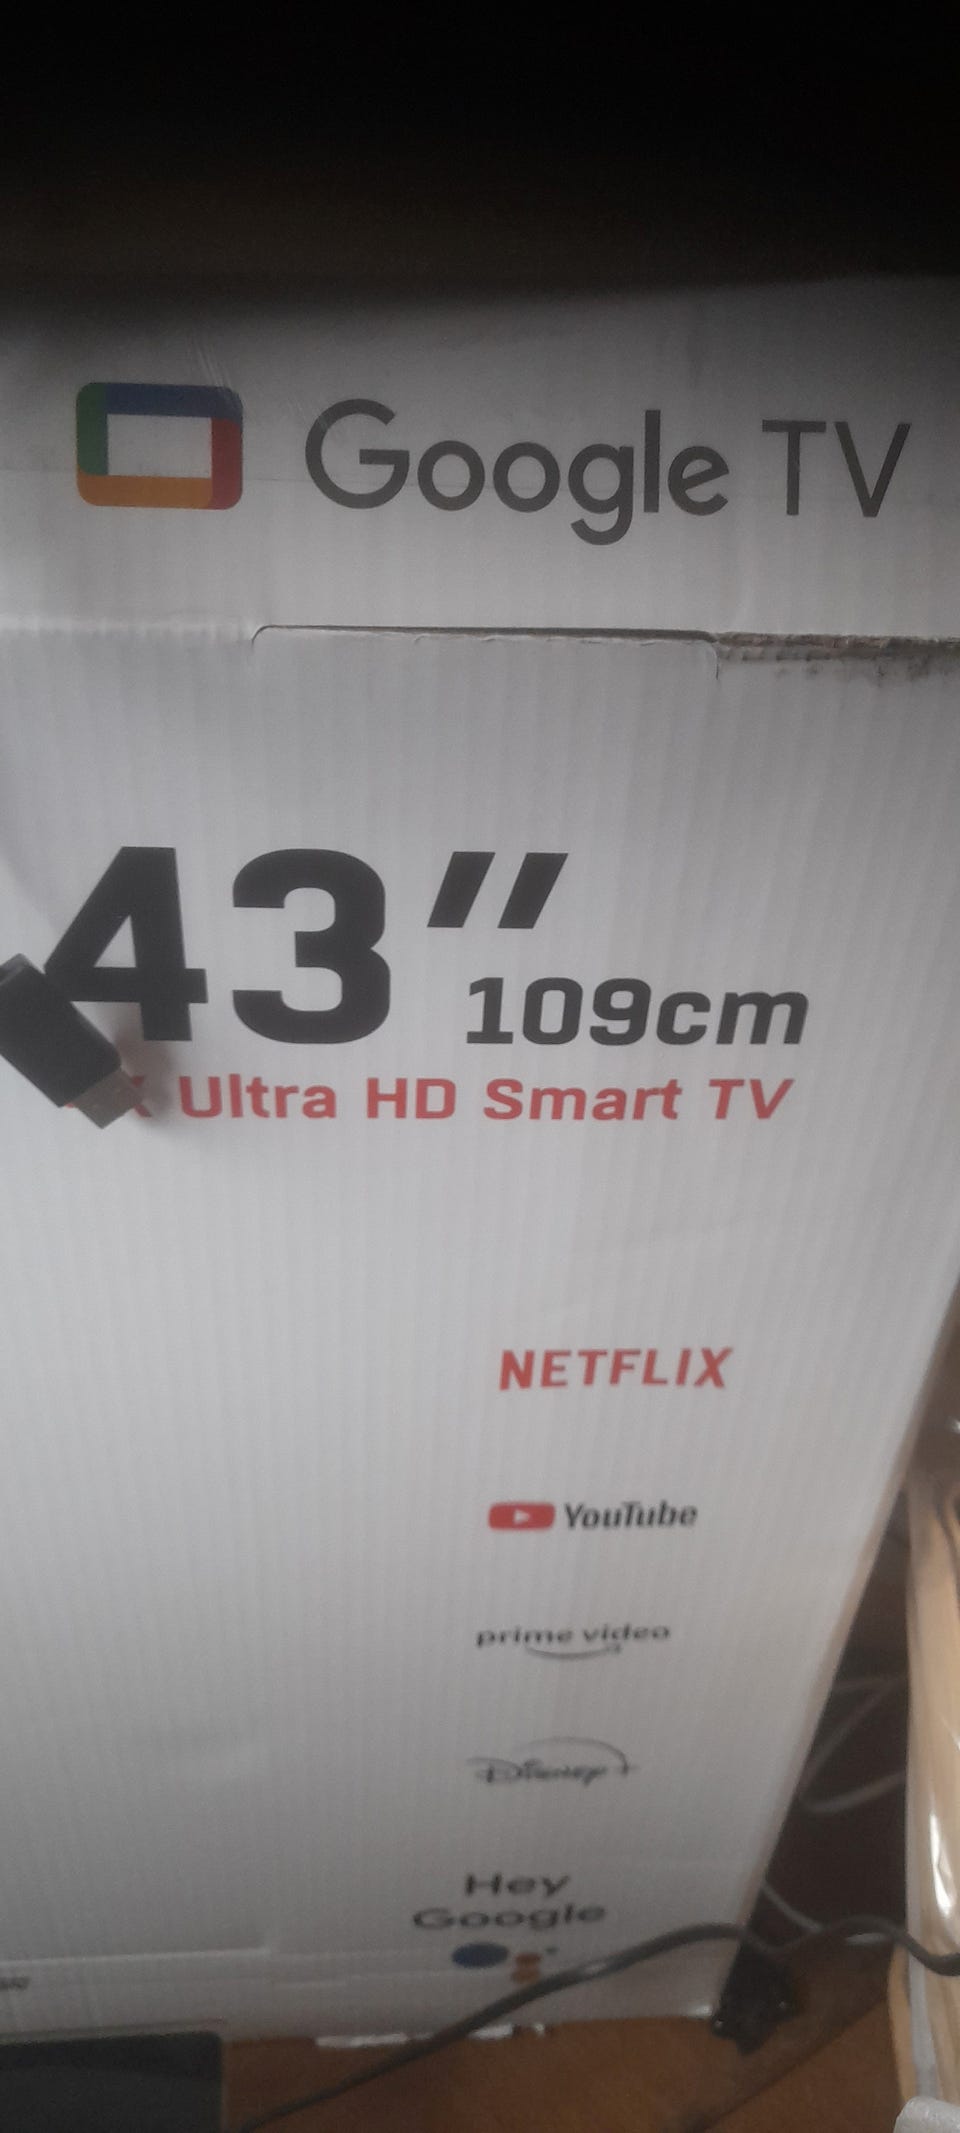 Google TV
43″ 109cm
Ultra HD Smart TV
NETFLIX
YouTube
prime video
Disney+
Hey
Google